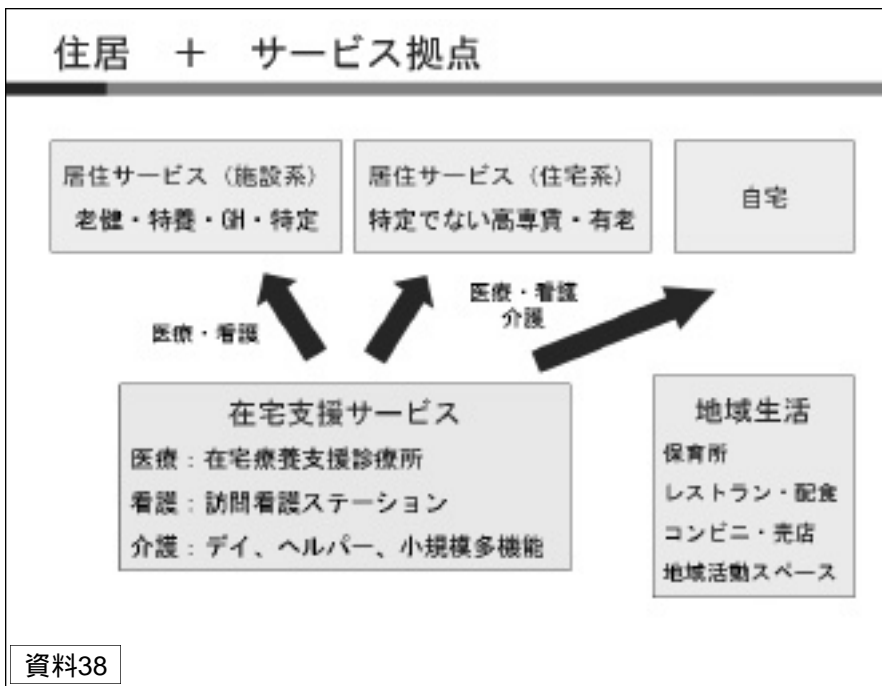 住居 + サービス拠点
居住サービス（施設系）
老健・特養・GH・特定
居住サービス（住宅系）
特定でない高専賃・有老
自宅
医療・看護
医療・看護
介護
在宅支援サービス
医療：在宅療養支援診療所
看護：訪問看護ステーション
介護：デイ、ヘルパー、小規模多機能
地域生活
保育所
レストラン・配食
コンビニ・売店
地域活動スペース
資料38